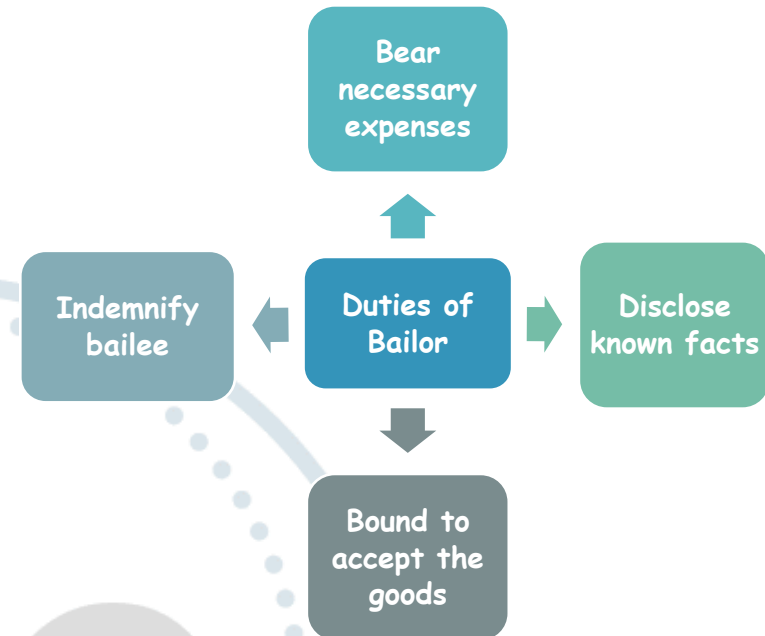 Bear
necessary
expenses
Indemnify
bailee
Duties of
Bailor
Disclose
known facts
Bound to
accept the
goods